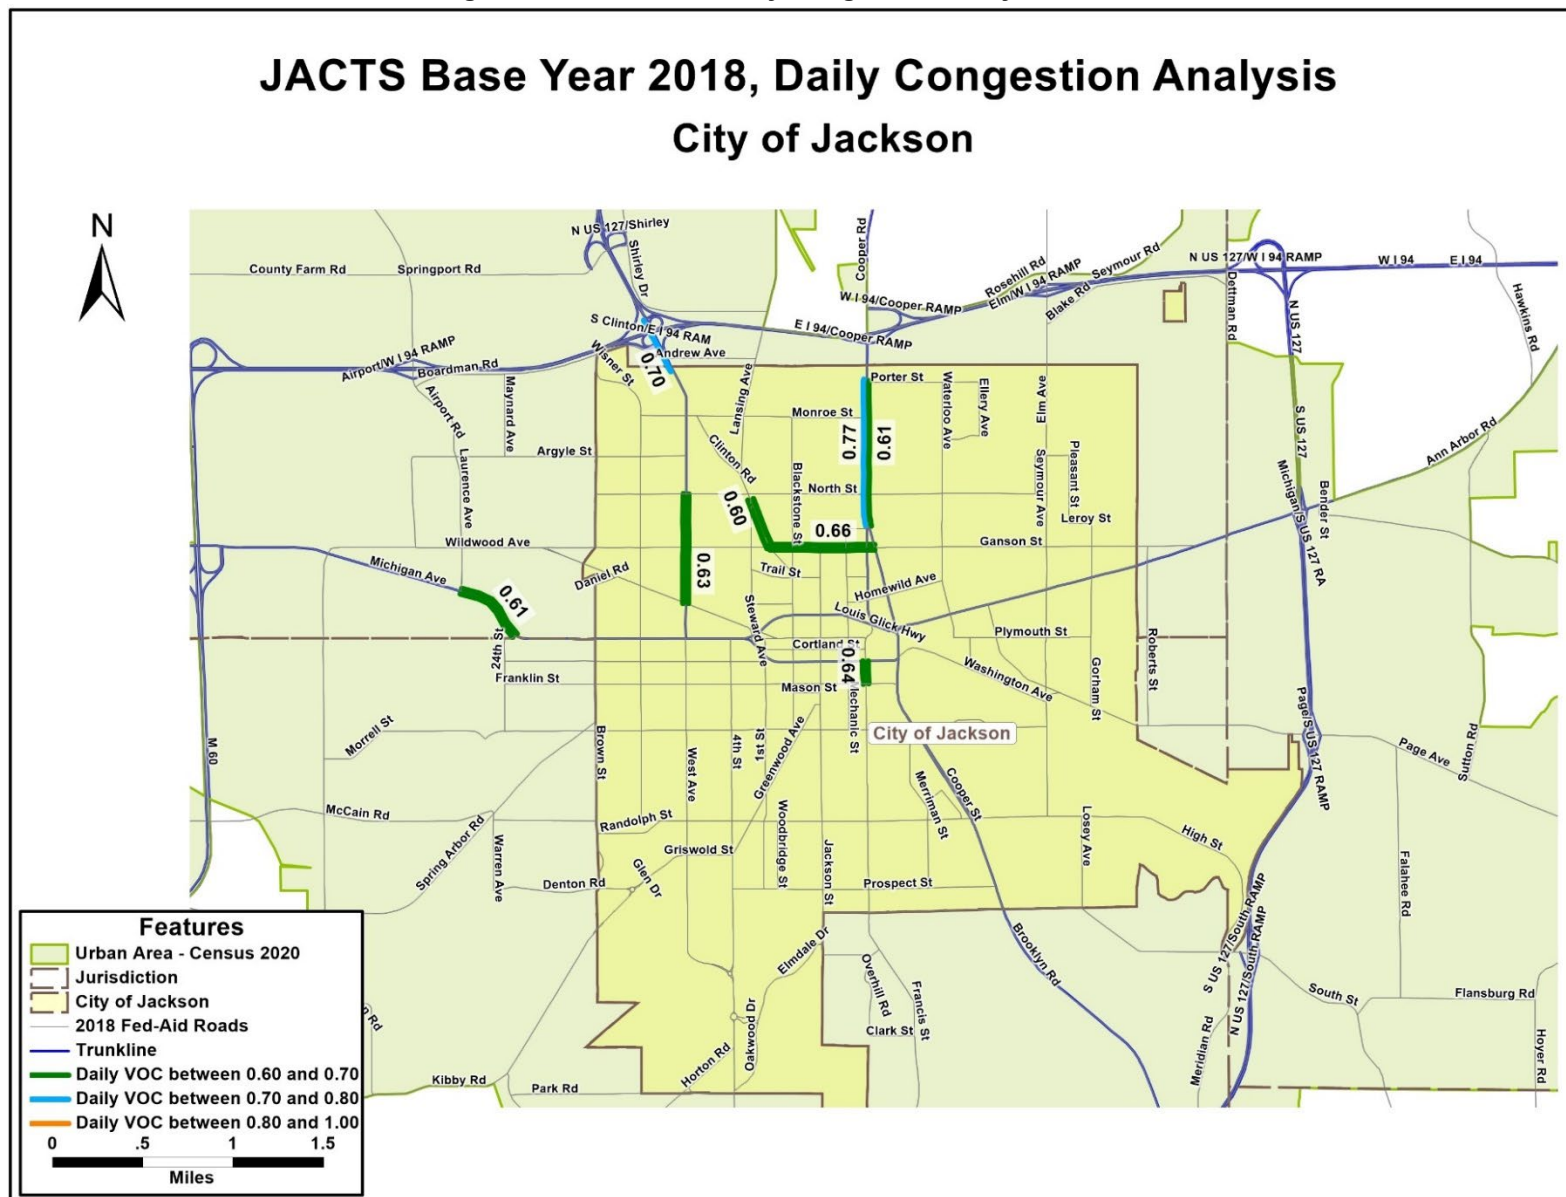 JACTS Base Year 2018, Daily Congestion Analysis
City of Jackson
N
N US 127/Shirley
Shirley Dr
County Farm Rd
Springport Rd
Cooper Rd
Rosehill Rd
Seymour Rd
Elm/W I 94 RAMP
Blake Rd
N US 127/W I 94 RAMP
W I 94
E I 94
Dettman Rd
Hawkins Rd
W I 94/Cooper RAMP
E I 94/Cooper RAMP
S Clinton/E I 94 RAM
Andrew Ave
Wisner St
0.70
Airport/W I 94 RAMP
Boardman Rd
Airport Rd
Maynard Ave
Lansing Ave
Porter St
Waterloo Ave
Ellery Ave
Elm Ave
N US 127
S US 127
Monroe St
0.77
0.61
Argyle St
Laurence Ave
Clinton Rd
Blackstone St
North St
Seymour Ave
Pleasant St
Leroy St
Ann Arbor Rd
Bender St
Michigan/S US 127 RA
0.60
0.66
Wildwood Ave
Ganson St
Michigan Ave
0.61
Daniel Rd
0.63
Trail St
Homewild Ave
Steward Ave
Louis Glick Hwy
Cortland St
Plymouth St
24th St
Franklin St
0.64
Mason St
Mechanic St
Washington Ave
Gorham St
Roberts St
City of Jackson
M 60
Morrell St
Brown St
West Ave
4th St
1st St
Greenwood Ave
Page/S US 127 RAMP
Page Ave
Sutton Rd
McCain Rd
Spring Arbor Rd
Warren Ave
Randolph St
Griswold St
Woodbridge St
Jackson St
Merriman St
Cooper St
Losey Ave
High St
Falahee Rd
Denton Rd
Glen Dr
Prospect St
Elmdale Dr
Overhill Rd
Francis St
Clark St
Brooklyn Rd
S US 127/South RAMP
N US 127/South RAMP
South St
Flansburg Rd
Meridian Rd
Hoyer Rd
Oakwood Dr
Horton Rd
Kibby Rd
Park Rd
Features
Urban Area - Census 2020
Jurisdiction
City of Jackson
2018 Fed-Aid Roads
Trunkline
Daily VOC between 0.60 and 0.70
Daily VOC between 0.70 and 0.80
Daily VOC between 0.80 and 1.00
0 .5 1 1.5
Miles